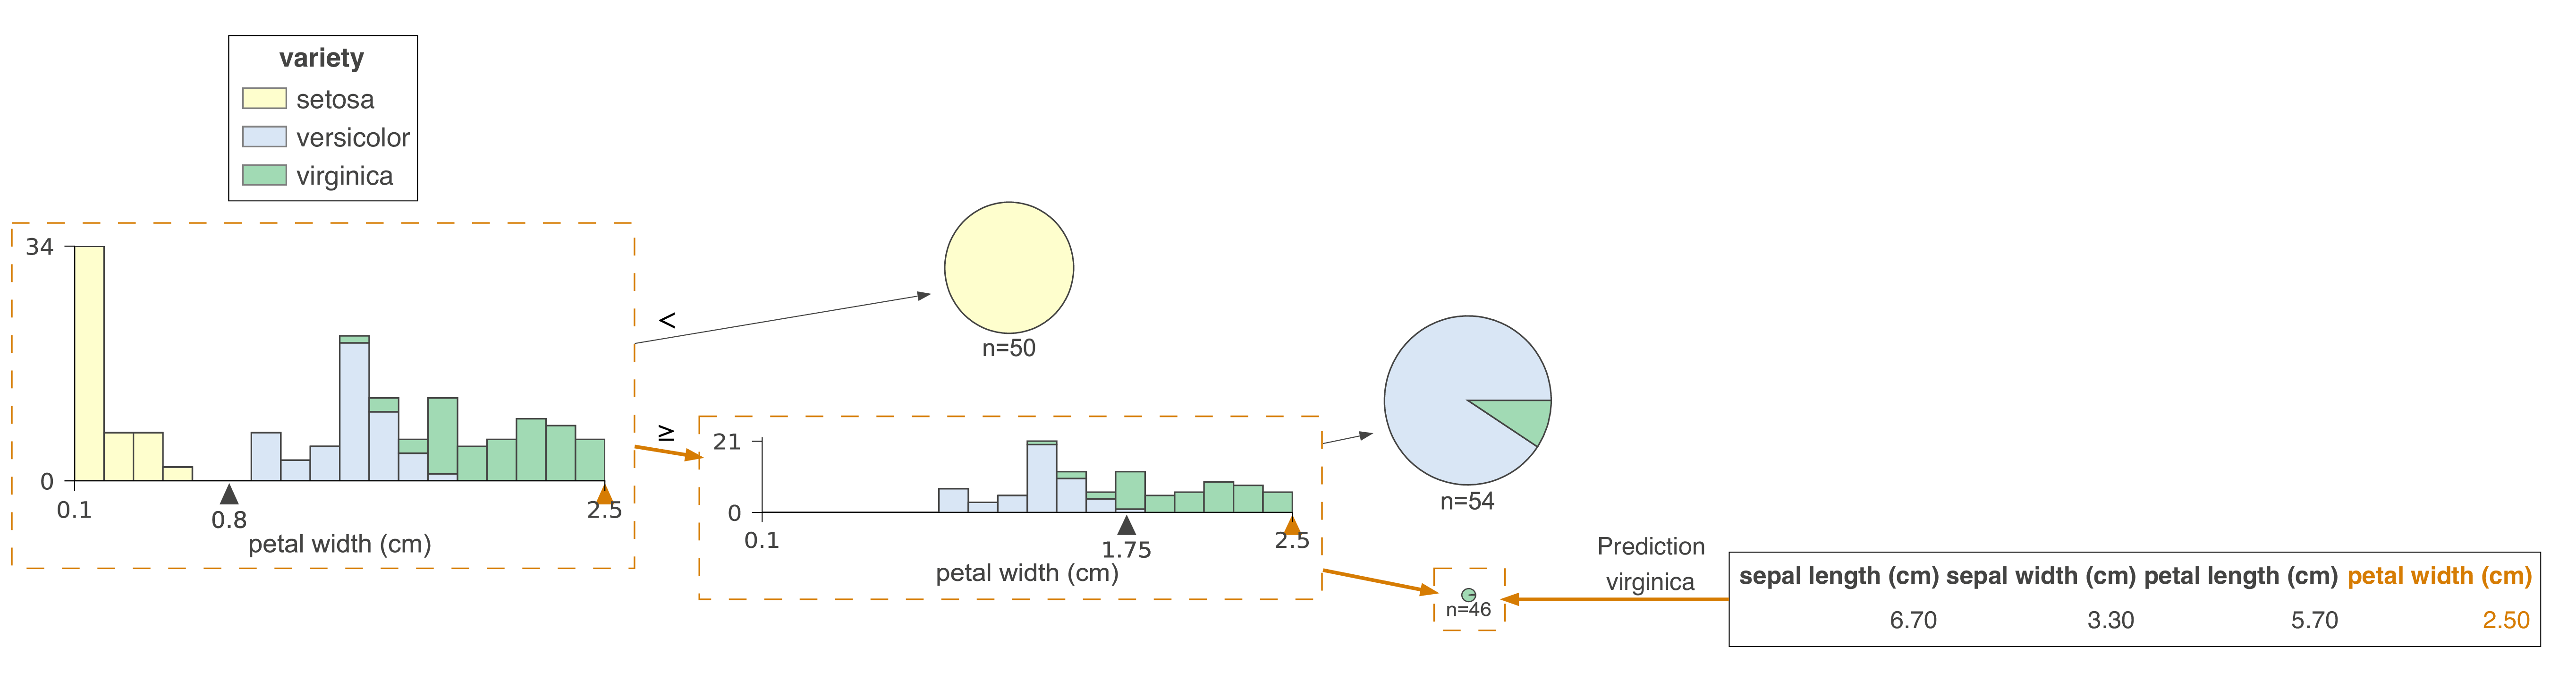 variety
setosa
versicolor
virginica
34
0
0.1
0.8
2.5
petal width (cm)
<
≥
n=50
21
0
0.1
1.75
2.5
petal width (cm)
n=54
n=46
Prediction
virginica
sepal length (cm) sepal width (cm) petal length (cm) petal width (cm)
6.70 3.30 5.70 2.50